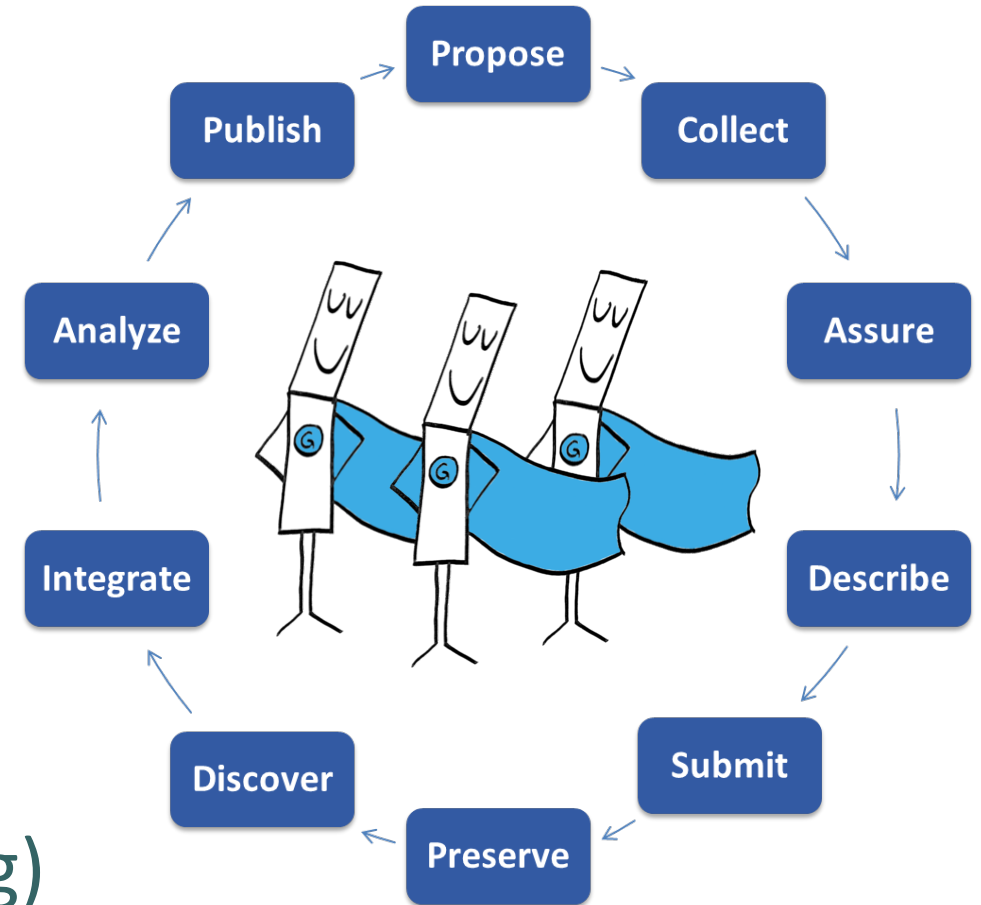 Propose
Collect
Assure
Describe
Submit
Preserve
Discover
Integrate
Analyze
Publish
G
G
G
g)